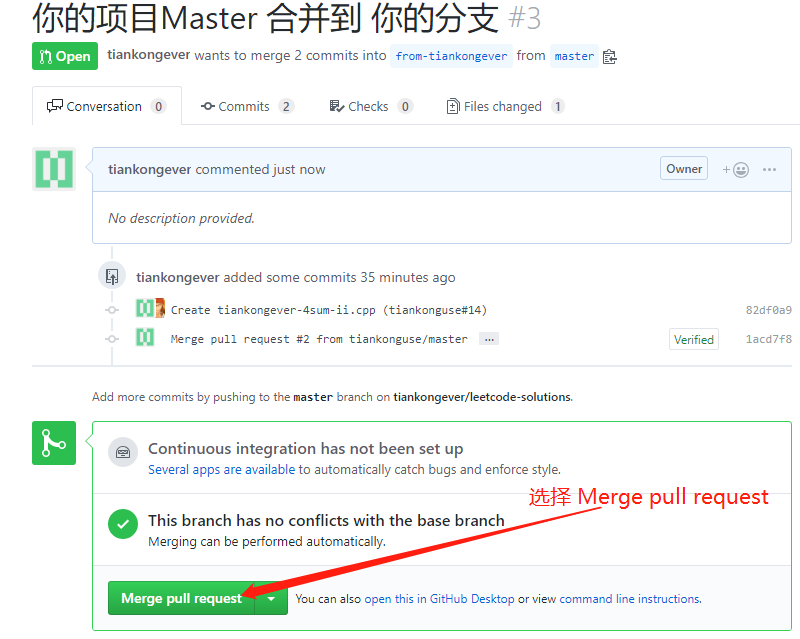 你的项目Master 合并到 你的分支 #3
Open tiankongever wants to merge 2 commits into from-tiankongever from master
Conversation 0 Commits 2 Checks 0 Files changed 1
tiankongever commented just now Owner
No description provided.
tiankongever added some commits 35 minutes ago
Create tiankongever-4sum-ii.cpp (tiankonguse#14) 82df0a9
Merge pull request #2 from tiankonguse/master ... Verified 1acd7f8
Add more commits by pushing to the master branch on tiankongever/leetcode-solutions.
Continuous integration has not been set up
Several apps are available to automatically catch bugs and enforce style.
选择 Merge pull request
This branch has no conflicts with the base branch
Merging can be performed automatically.
Merge pull request You can also open this in GitHub Desktop or view command line instructions.